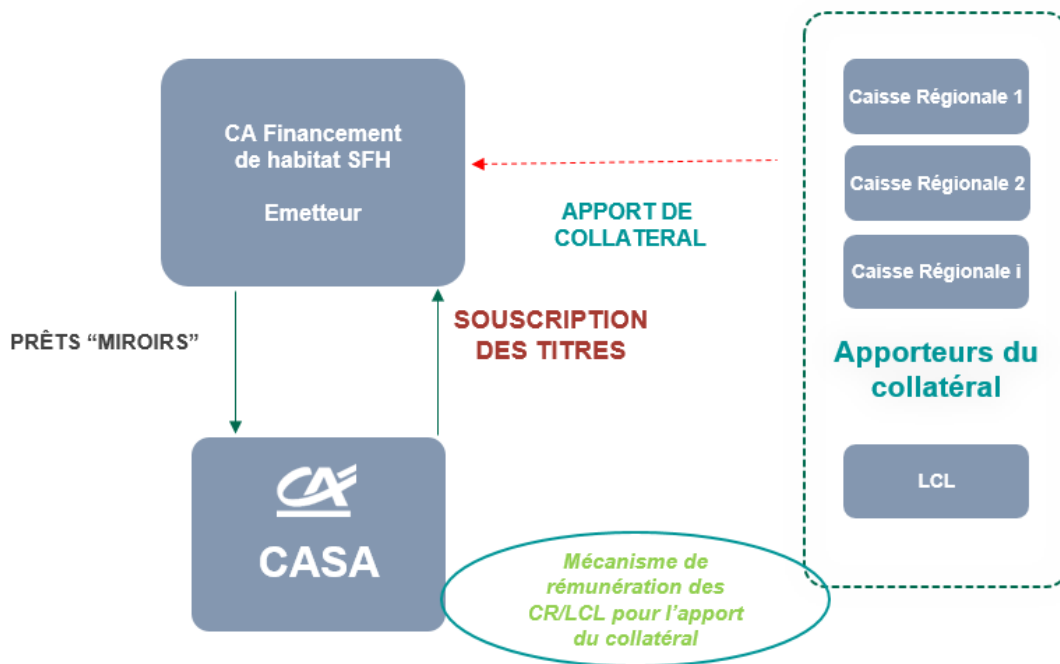 CA Financement
de habitat SFH
Emetteur
APPORT DE
COLLATERAL
PRÊTS “MIROIRS”
SOUSCRIPTION
DES TITRES
CA
CASA
Mécanisme de
rémunération des
CR/LCL pour l’apport
du collatéral
Caisse Régionale 1
Caisse Régionale 2
Caisse Régionale i
Apporteurs du
collatéral
LCL